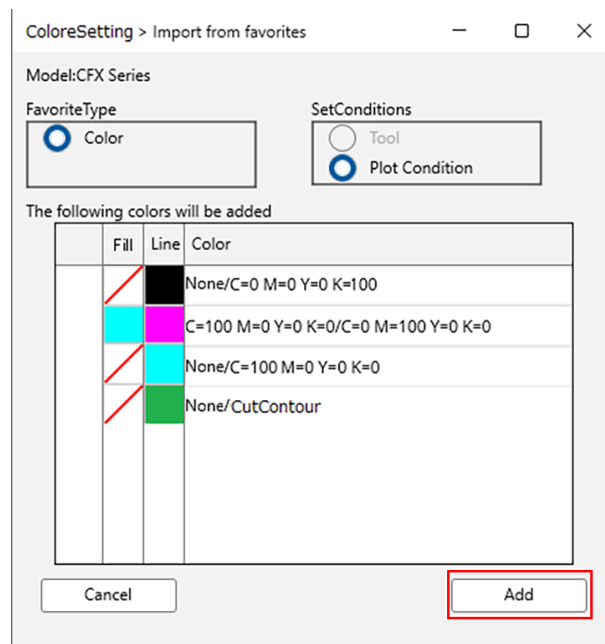 ColoreSetting > Import from favorites
Model:CFX Series
FavoriteType
Color
SetConditions
Tool
Plot Condition
The following colors will be added
Fill Line Color
None/C=0 M=0 Y=0 K=100
C=100 M=0 Y=0 K=0/C=0 M=100 Y=0 K=0
None/C=100 M=0 Y=0 K=0
None/CutContour
Cancel
Add